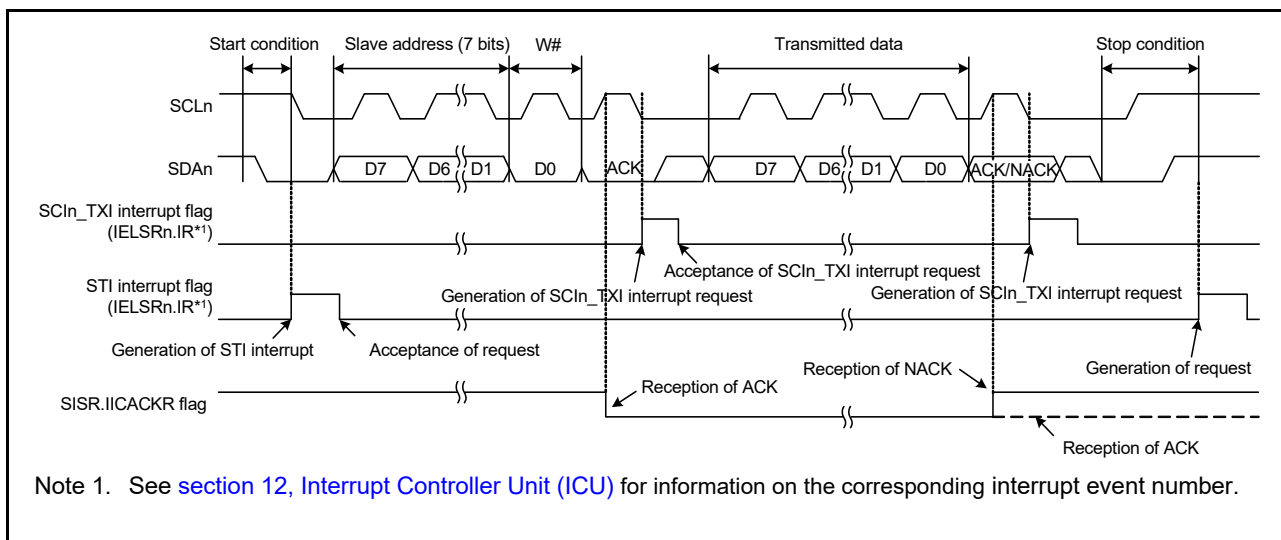 Start condition
Slave address (7 bits)
W#
Transmitted data
Stop condition
SCLn
SDAn
D7
D6
D1
D0
ACK
D7
D6
D1
D0
ACK/NACK
SCIn_TXI interrupt flag
(IELSRn.IR*1)
Acceptance of SCIn_TXI interrupt request
Generation of SCIn_TXI interrupt request
Generation of SCIn_TXI interrupt request
STI interrupt flag
(IELSRn.IR*1)
Generation of STI interrupt
Acceptance of request
Generation of request
SISR.IICACKR flag
Reception of ACK
Reception of NACK
Reception of ACK
Note 1. See section 12, Interrupt Controller Unit (ICU) for information on the corresponding interrupt event number.